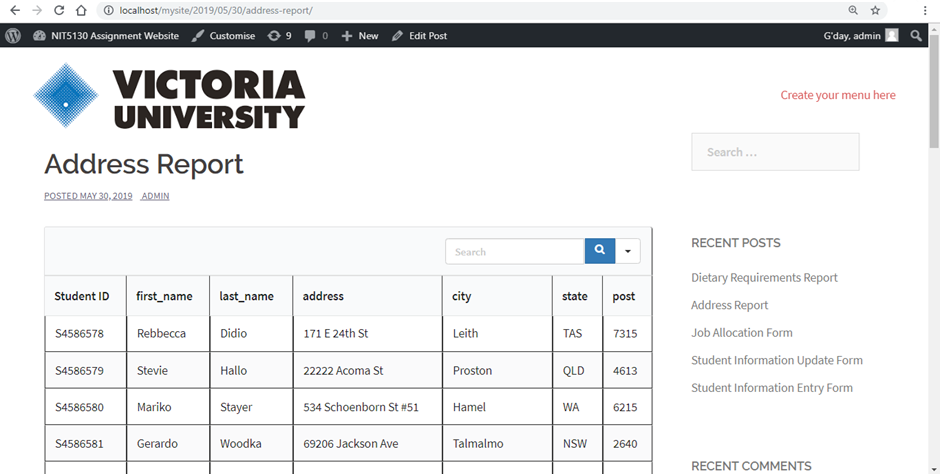 localhost/mysite/2019/05/30/address-report/
NIT5130 Assignment Website Customise 9 0 New Edit Post G'day, admin
VICTORIA
UNIVERSITY
Create your menu here
Address Report
POSTED MAY 30, 2019 ADMIN
Search
Student ID first_name last_name address city state post
S4586578 Rebbecca Didio 171 E 24th St Leith TAS 7315
S4586579 Stevie Hallo 22222 Acoma St Proston QLD 4613
S4586580 Mariko Stayer 534 Schoenborn St #51 Hamel WA 6215
S4586581 Gerardo Woodka 69206 Jackson Ave Talmalmo NSW 2640
Search …
RECENT POSTS
Dietary Requirements Report
Address Report
Job Allocation Form
Student Information Update Form
Student Information Entry Form
RECENT COMMENTS